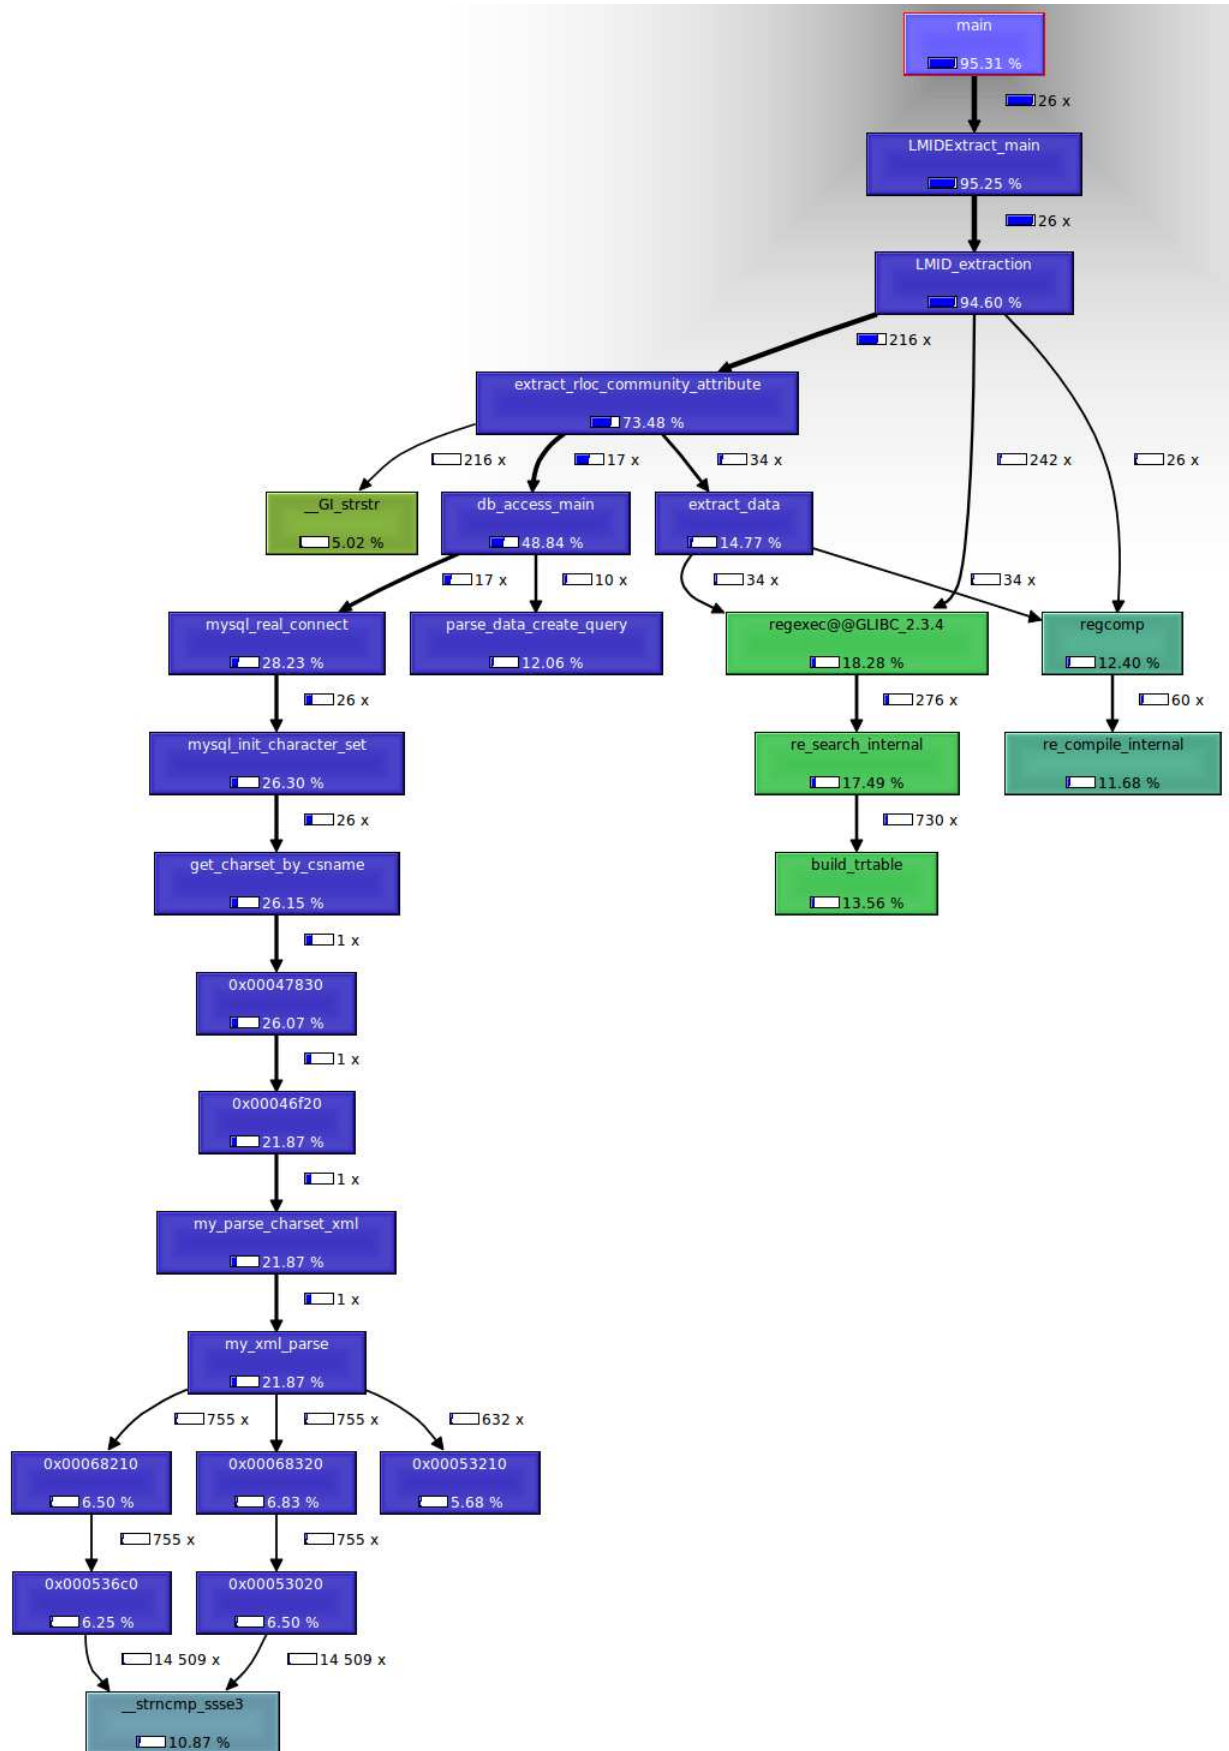 main
95.31 %
26 x
LMIDExtract_main
95.25 %
26 x
LMID_extraction
94.60 %
216 x
extract_rloc_community_attribute
73.48 %
216 x
17 x
34 x
242 x
26 x
__GI_strstr
5.02 %
db_access_main
48.84 %
extract_data
14.77 %
17 x
10 x
34 x
34 x
mysql_real_connect
28.23 %
parse_data_create_query
12.06 %
regexec@@GLIBC_2.3.4
18.28 %
regcomp
12.40 %
26 x
276 x
60 x
mysql_init_character_set
26.30 %
re_search_internal
17.49 %
re_compile_internal
11.68 %
26 x
730 x
get_charset_by_csname
26.15 %
build_trtable
13.56 %
1 x
0x00047830
26.07 %
1 x
0x00046f20
21.87 %
1 x
my_parse_charset_xml
21.87 %
1 x
my_xml_parse
21.87 %
755 x
755 x
632 x
0x00068210
6.50 %
0x00068320
6.83 %
0x00053210
5.68 %
755 x
755 x
0x000536c0
6.25 %
0x00053020
6.50 %
14 509 x
14 509 x
__strncmp_ssse3
10.87 %